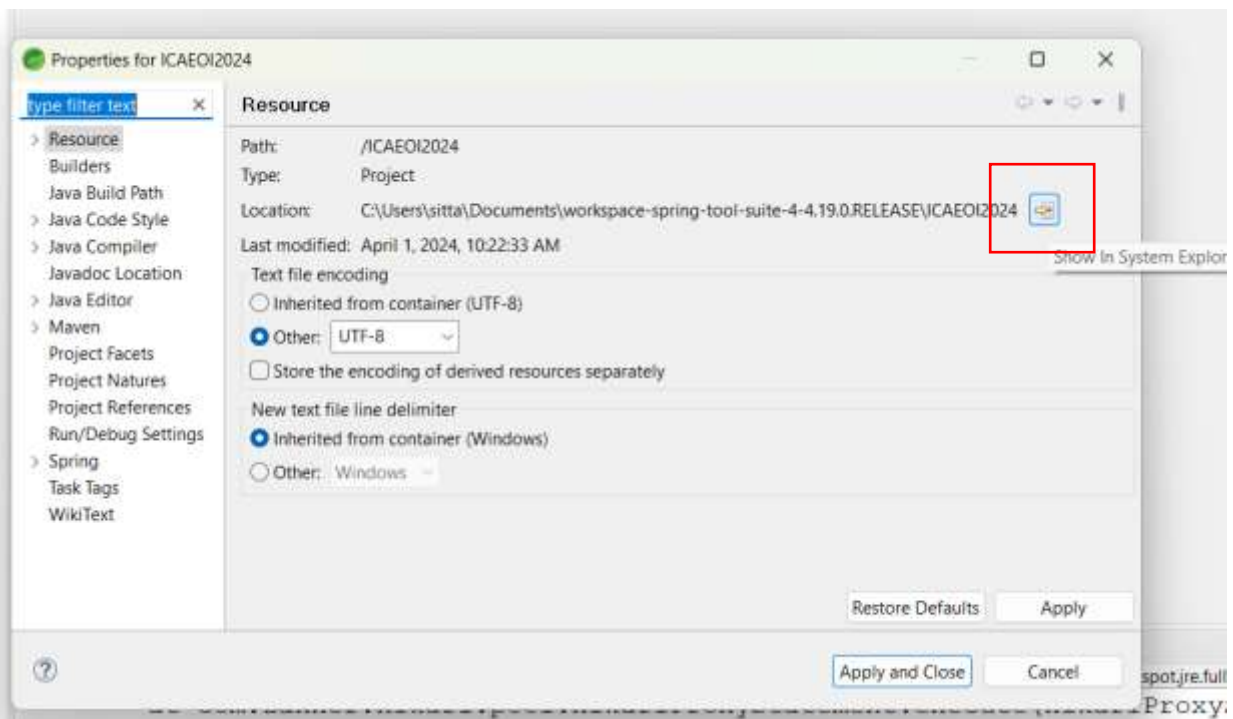 Properties for ICAEOI2024
type filter text
Resource
Resource
Builders
Java Build Path
Java Code Style
Java Compiler
Javadoc Location
Java Editor
Maven
Project Facets
Project Natures
Project References
Run/Debug Settings
Spring
Task Tags
WikiText
Path: /ICAEOI2024
Type: Project
Location: C:\Users\sitta\Documents\workspace-spring-tool-suite-4-4.19.0.RELEASE\ICAEOI2024
Show In System Explor
Last modified: April 1, 2024, 10:22:33 AM
Text file encoding
Inherited from container (UTF-8)
Other: UTF-8
Store the encoding of derived resources separately
New text file line delimiter
Inherited from container (Windows)
Other: Windows
Restore Defaults Apply
Apply and Close Cancel
spot.jre.full